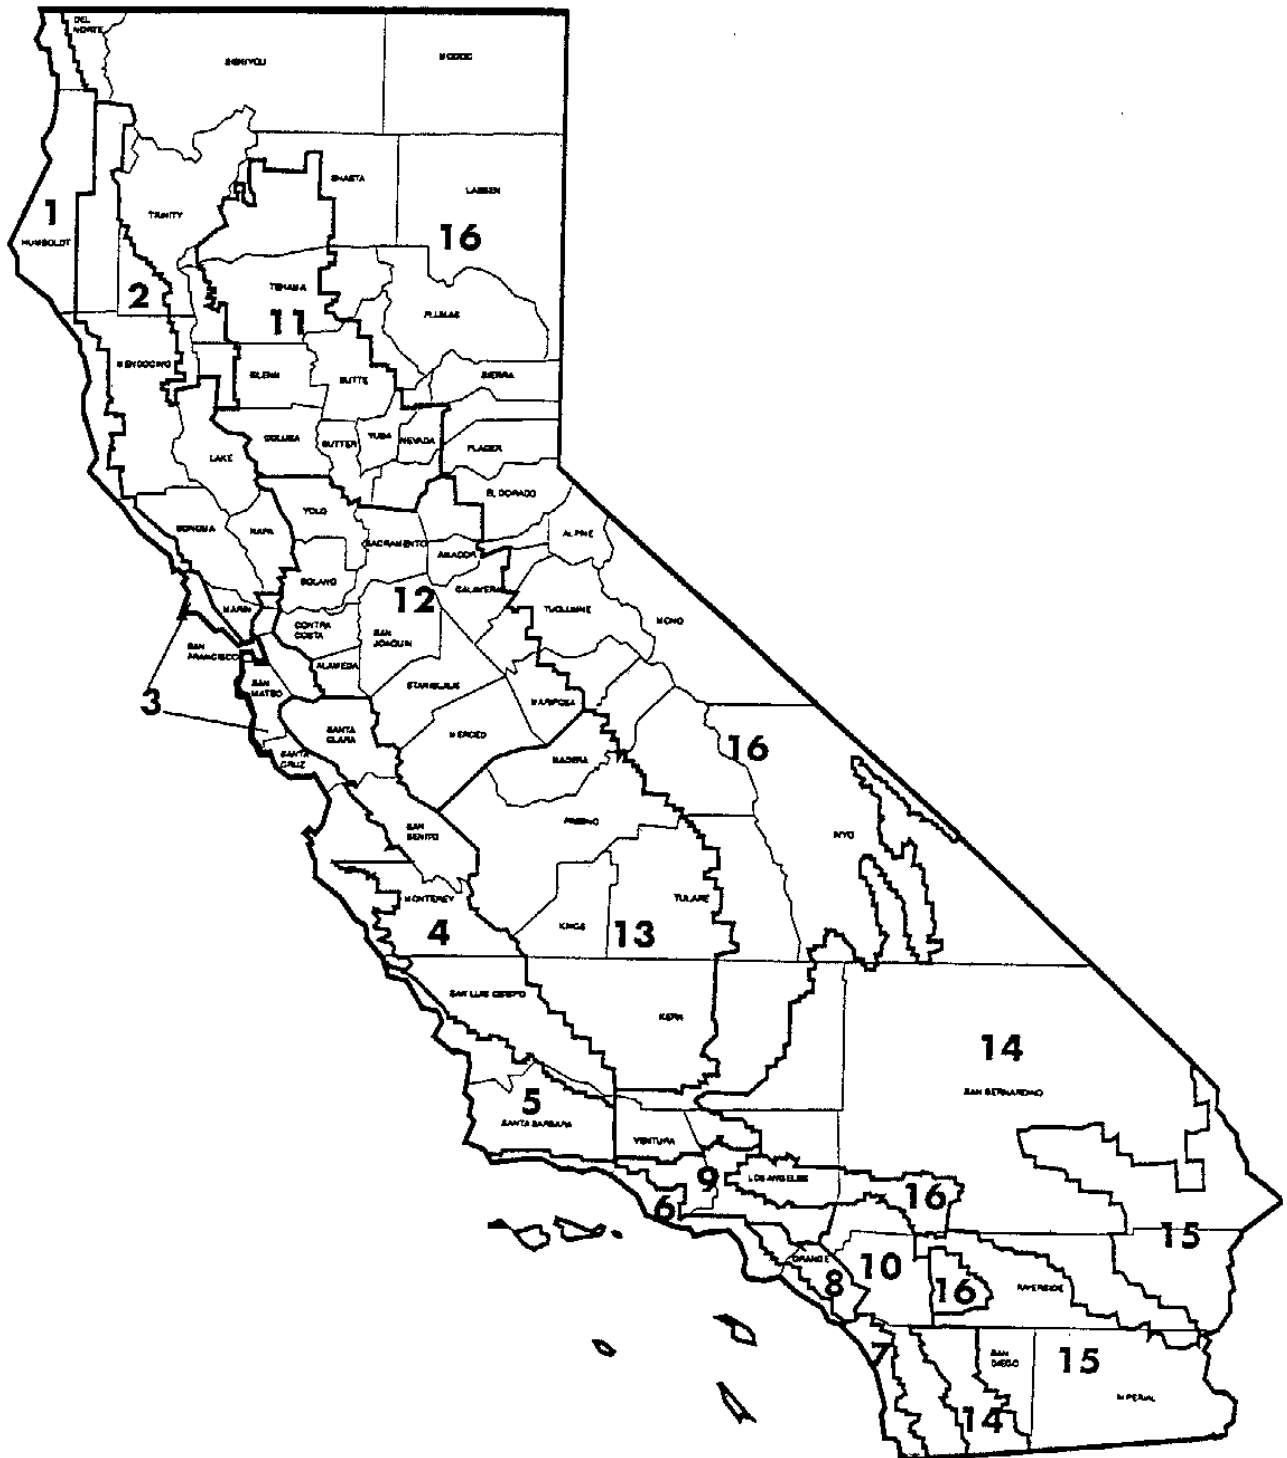 DEL
NORTE
SISKIYOU
MODOC
SHASTA
LASSEN
1
TRINITY
HUMBOLDT
16
2
TEHAMA
11
PLUMAS
MENDOCINO
GLENN
BUTTE
SIERRA
COLUSA
SUTTER
YUBA
NEVADA
PLACER
LAKE
EL DORADO
YOLO
SONOMA
NAPA
SACRAMENTO
ALPINE
AMADOR
SOLANO
CALAVERAS
12
MARIN
TUOLUMNE
MONO
CONTRA
COSTA
SAN
JOAQUIN
SAN
FRANCISCO
ALAMEDA
SAN
MATEO
STANISLAUS
3
MARIPOSA
SANTA
CLARA
MERCED
16
SANTA
CRUZ
MADERA
FRESNO
SAN
BENITO
INYO
MONTEREY
TULARE
4
KINGS
13
SAN LUIS OBISPO
KERN
14
SAN BERNARDINO
5
SANTA BARBARA
VENTURA
9
LOS ANGELES
16
6
15
ORANGE
10
8
16
RIVERSIDE
7
SAN
DIEGO
15
IMPERIAL
14